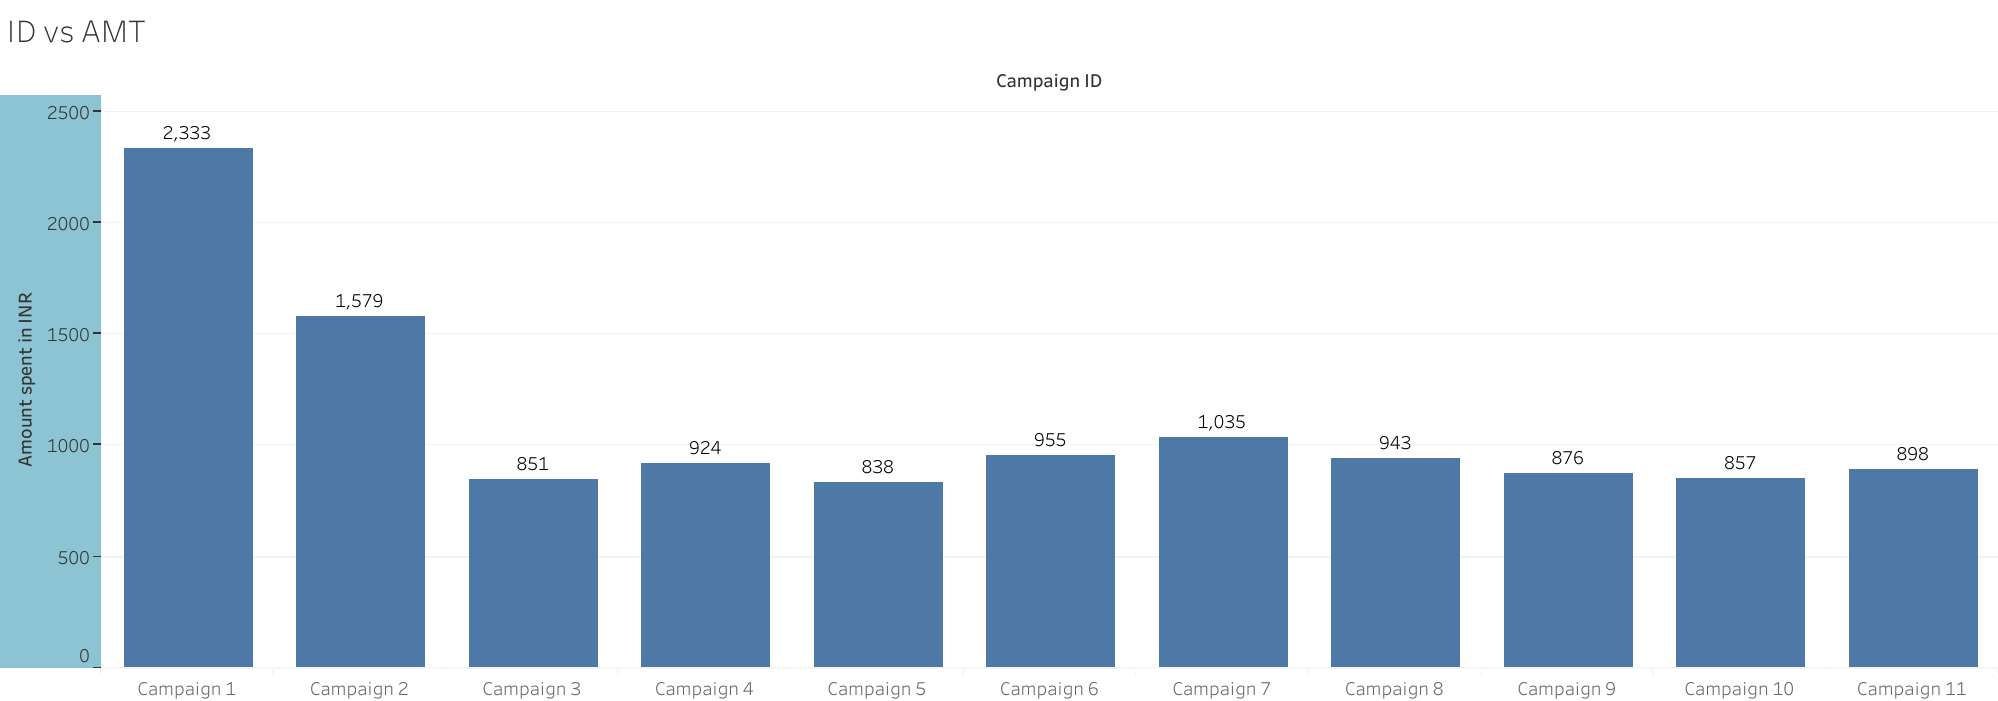 ID vs AMT
Campaign ID
Amount spent in INR
2500
2000
1500
1000
500
0
2,333
1,579
851
924
838
955
1,035
943
876
857
898
Campaign 1
Campaign 2
Campaign 3
Campaign 4
Campaign 5
Campaign 6
Campaign 7
Campaign 8
Campaign 9
Campaign 10
Campaign 11